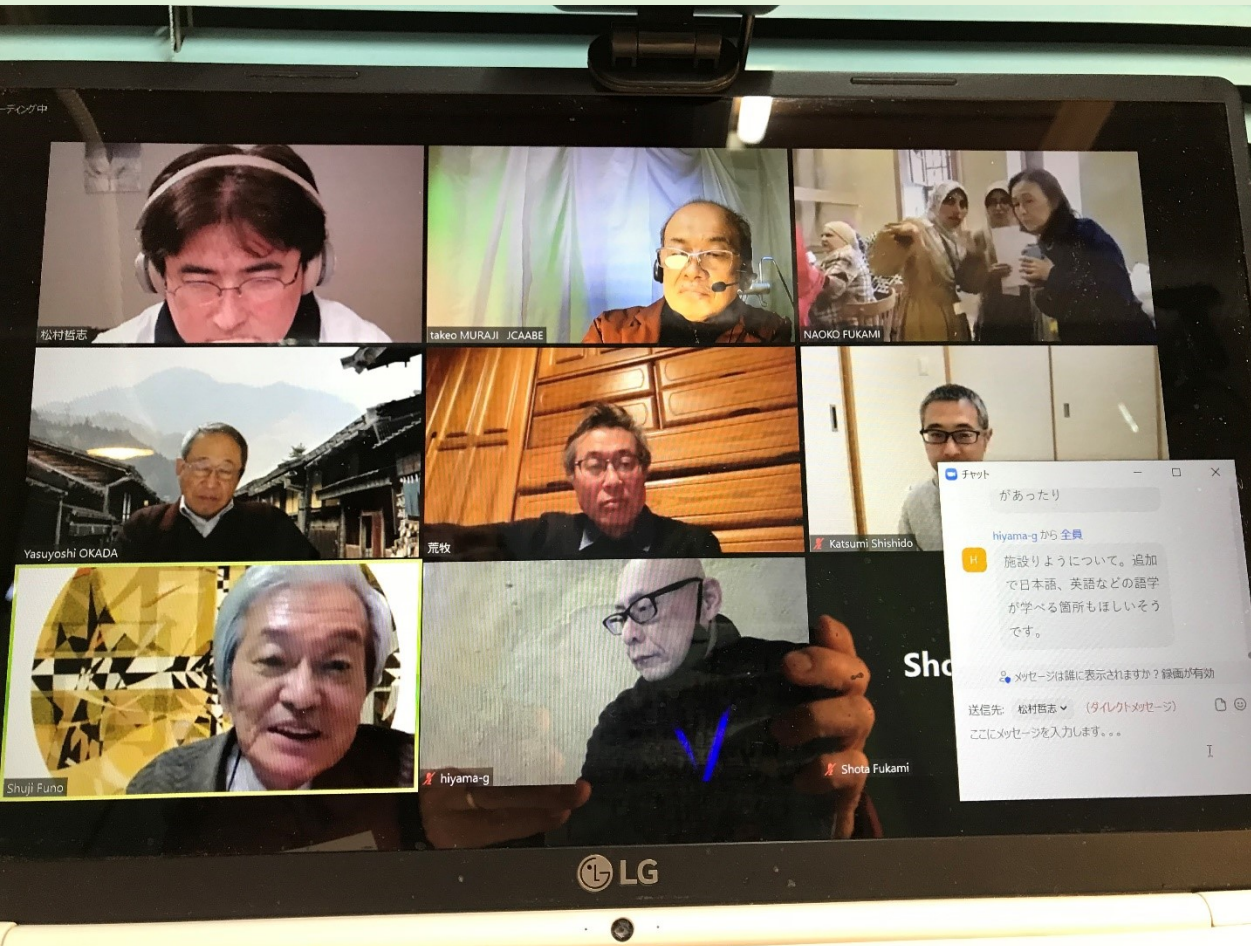 ーティング中
松村哲志
takeo MURAJI JCAABE
NAOKO FUKAMI
Yasuyoshi OKADA
荒牧
Katsumi Shishido
Shuji Funo
hiyama-g
Sho
Shota Fukami
チャット
があったり
hiyama-g から 全員
H
施設りようについて。追加
で日本語、英語などの語学
が学べる箇所もほしいそう
です。
メッセージは誰に表示されますか？録画が有効
送信先: 松村哲志 (ダイレクトメッセージ)
ここにメッセージを入力します。。。
LG